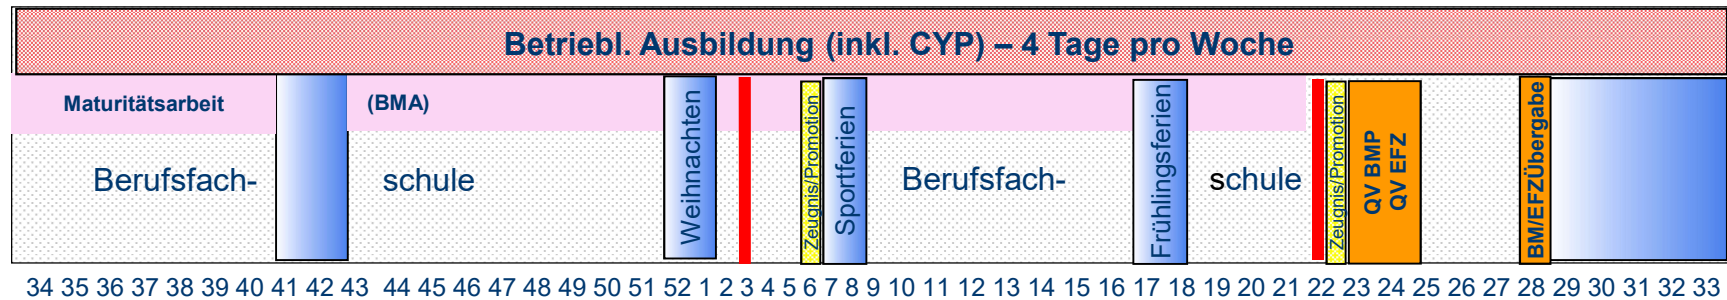 Betriebl. Ausbildung (inkl. CYP) – 4 Tage pro Woche
Maturitätsarbeit
(BMA)
Berufsfach-
schule
Weihnachten
Zeugnis/Promotion
Sportferien
Berufsfach-
Frühlingsferien
schule
Zeugnis/Promotion
QV BMP
QV EFZ
BM/EFZÜbergabe
34 35 36 37 38 39 40 41 42 43 44 45 46 47 48 49 50 51 52 1 2 3 4 5 6 7 8 9 10 11 12 13 14 15 16 17 18 19 20 21 22 23 24 25 26 27 28 29 30 31 32 33